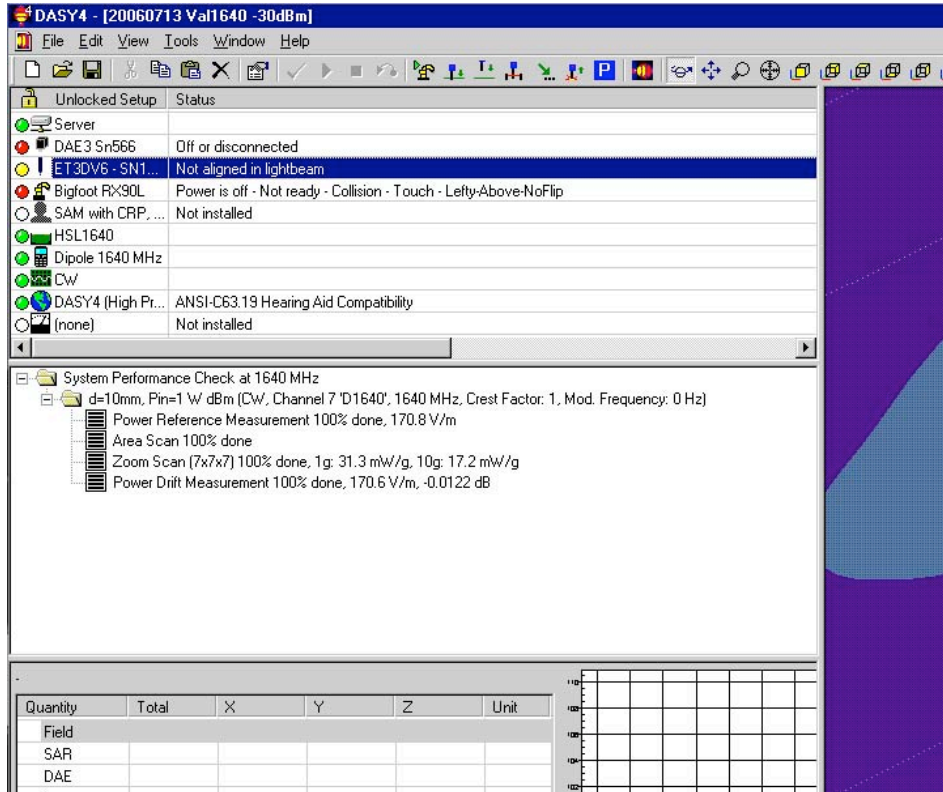 DASY4 - [20060713 Val1640 -30dBm]
File Edit View Tools Window Help
Unlocked Setup Status
Server
DAE3 Sn566 Off or disconnected
ET3DV6 - SN1... Not aligned in lightbeam
Bigfoot RX90L Power is off - Not ready - Collision - Touch - Lefty-Above-NoFlip
SAM with CRP, ... Not installed
HSL1640
Dipole 1640 MHz
CW
DASY4 (High Pr... ANSI-C63.19 Hearing Aid Compatibility
(none) Not installed
System Performance Check at 1640 MHz
d=10mm, Pin=1 W dBm (CW, Channel 7 'D1640', 1640 MHz, Crest Factor: 1, Mod. Frequency: 0 Hz)
Power Reference Measurement 100% done, 170.8 V/m
Area Scan 100% done
Zoom Scan (7x7x7) 100% done, 1g: 31.3 mW/g, 10g: 17.2 mW/g
Power Drift Measurement 100% done, 170.6 V/m, -0.0122 dB
-
Quantity Total X Y Z Unit
Field
SAR
DAE